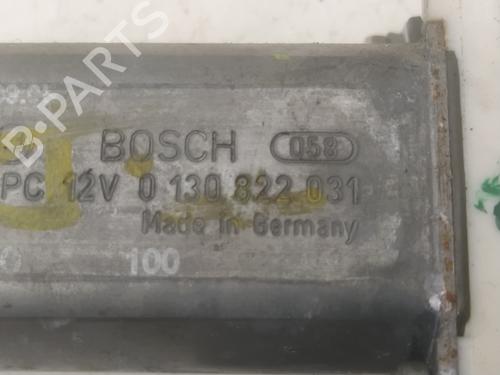 BOSCH 058
PC 12V 0 130 822 031
Made in Germany
100
B-PARTS